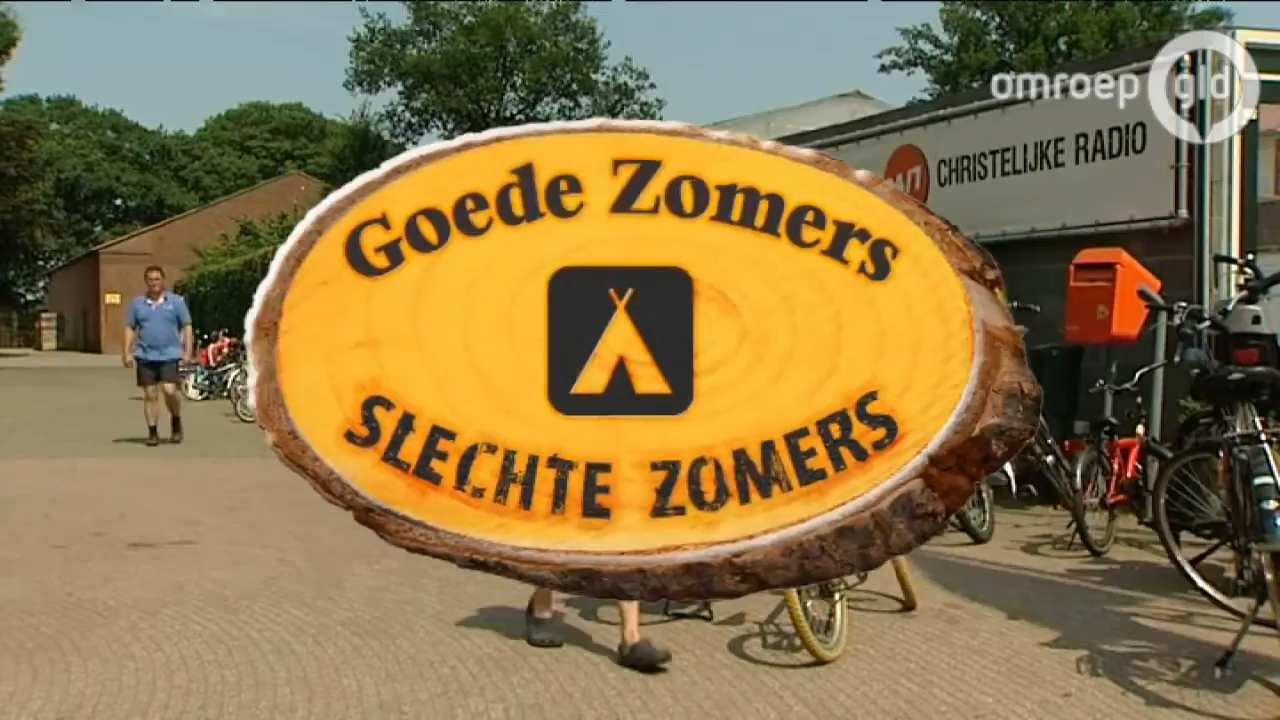 omroep gld
CHRISTELIJKE RADIO
Goede Zomers
SLECHTE ZOMERS